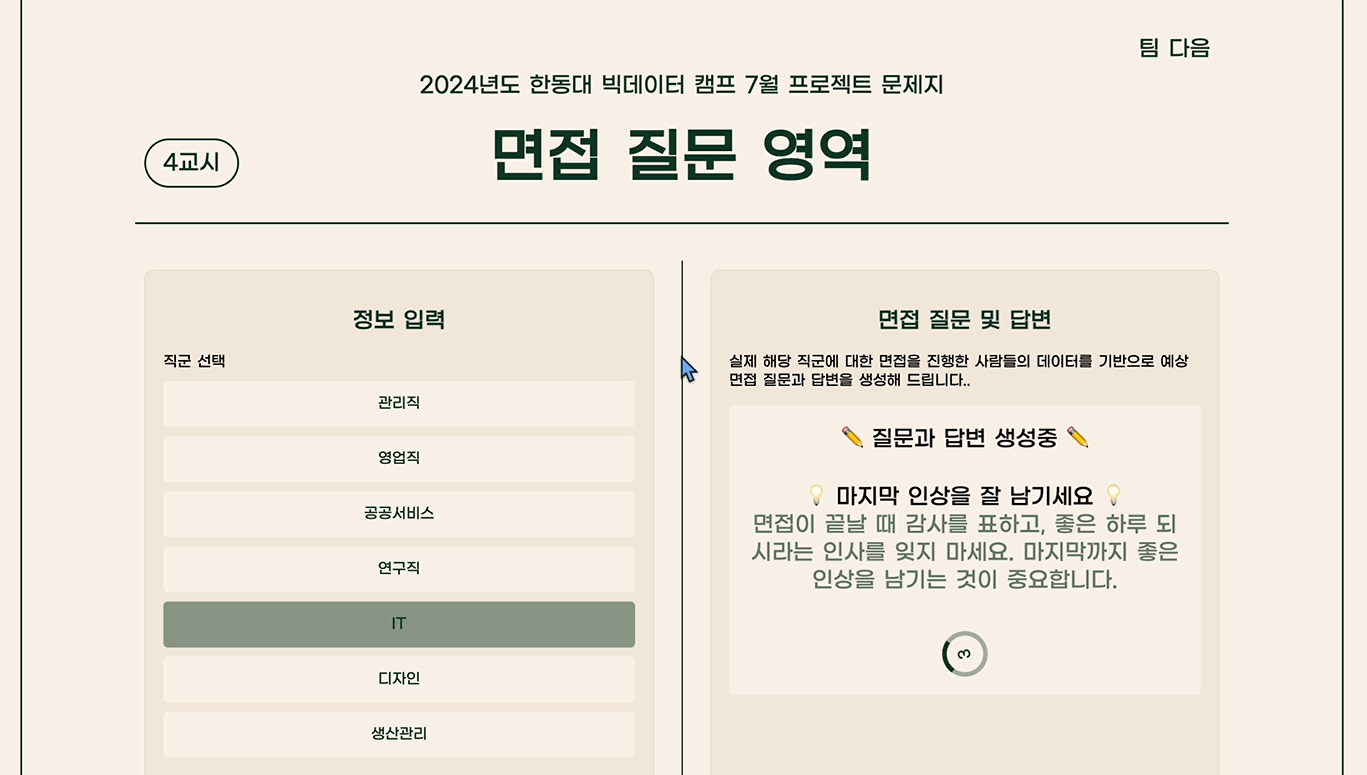 팀 다음
2024년도 한동대 빅데이터 캠프 7월 프로젝트 문제지
4교시
면접 질문 영역
정보 입력
직군 선택
관리직
영업직
공공서비스
연구직
IT
디자인
생산관리
면접 질문 및 답변
실제 해당 직군에 대한 면접을 진행한 사람들의 데이터를 기반으로 예상
면접 질문과 답변을 생성해 드립니다..
✏️ 질문과 답변 생성중 ✏️
💡 마지막 인상을 잘 남기세요 💡
면접이 끝날 때 감사를 표하고, 좋은 하루 되
시라는 인사를 잊지 마세요. 마지막까지 좋은
인상을 남기는 것이 중요합니다.
3